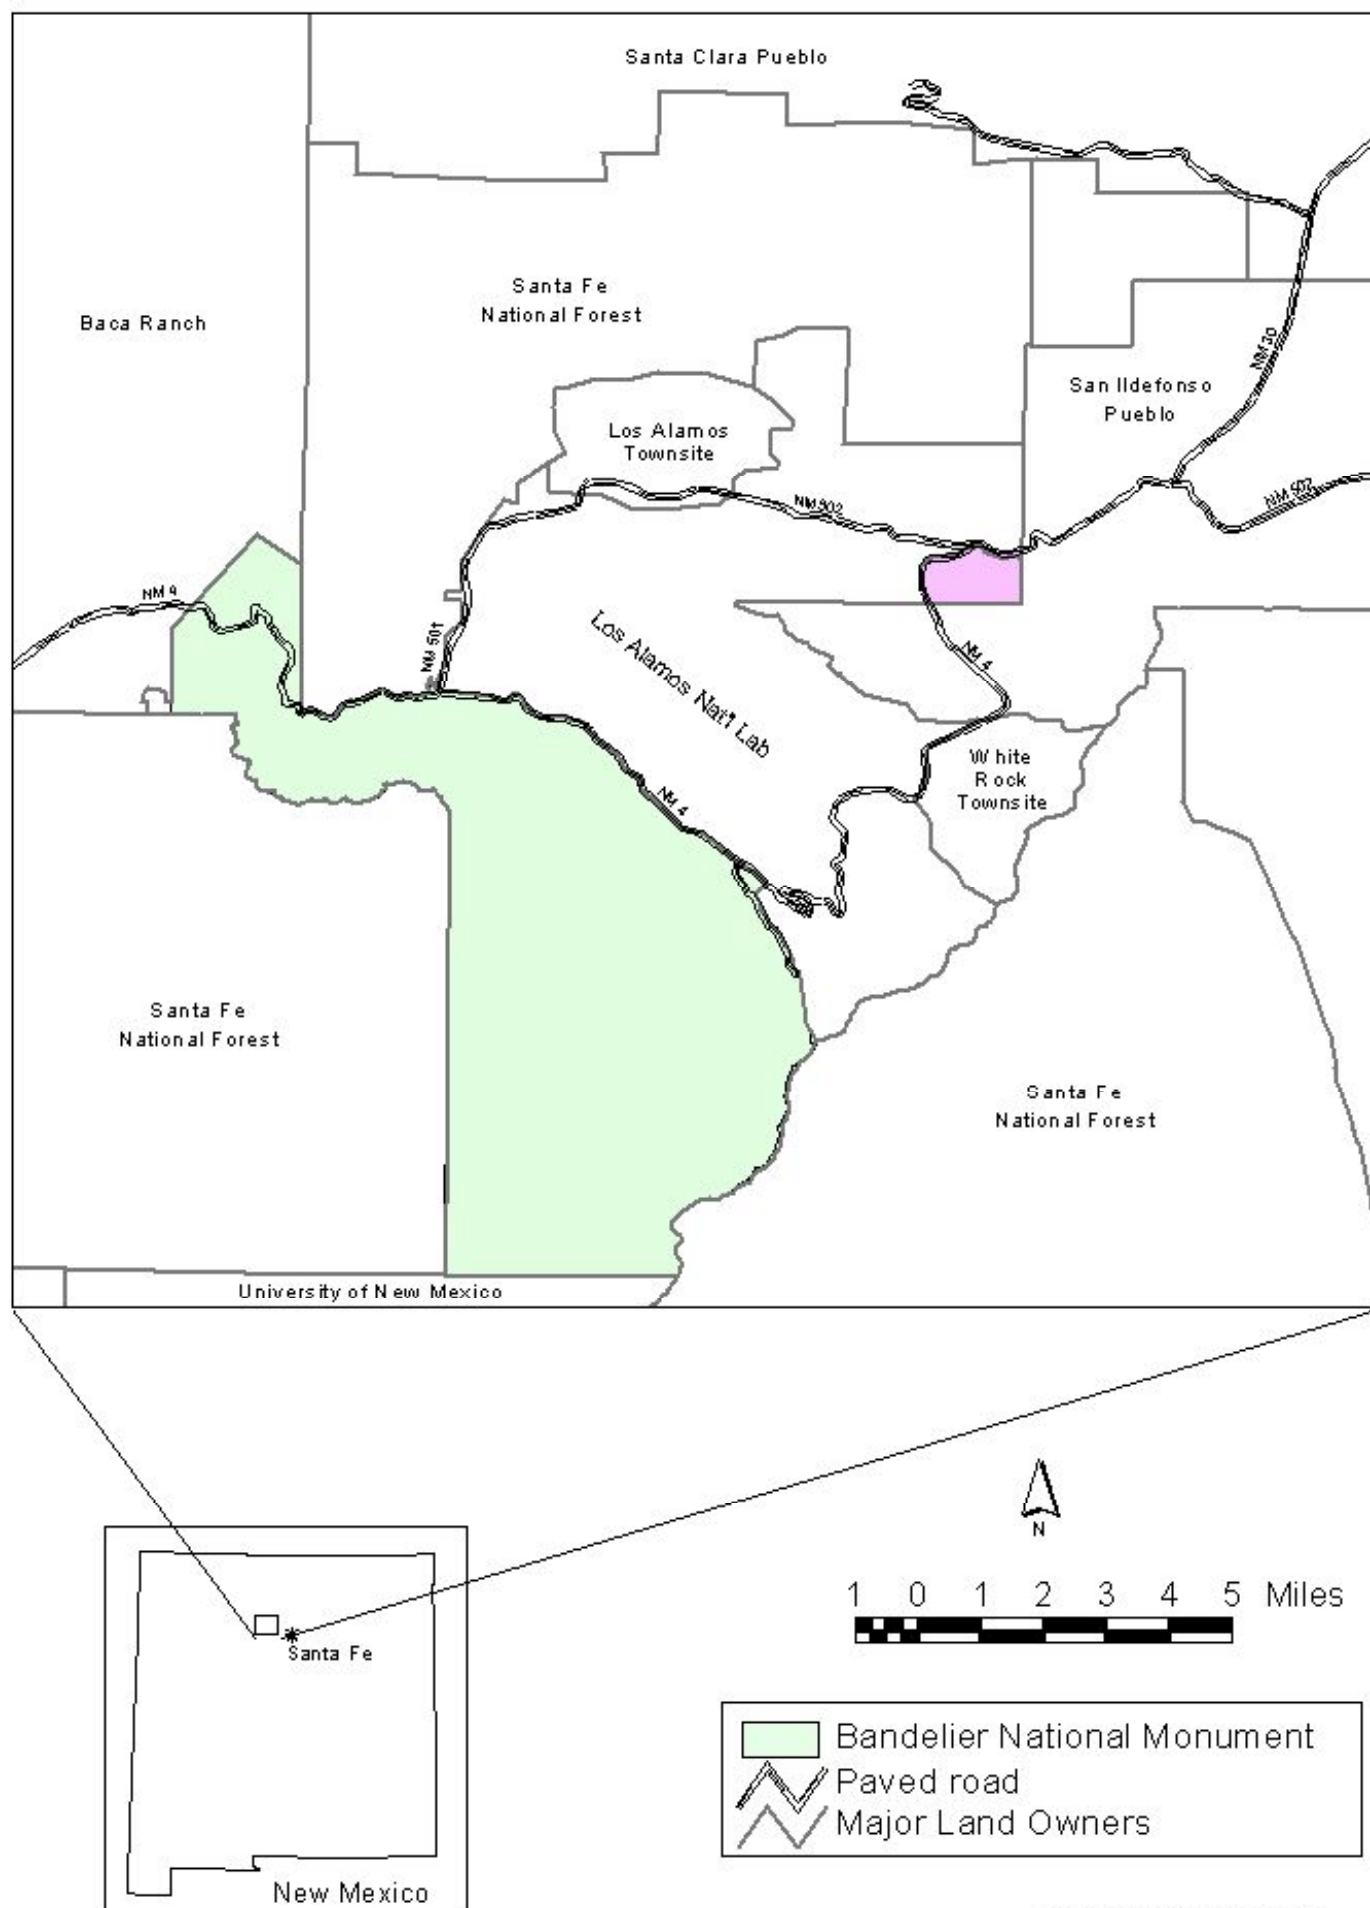 Santa Clara Pueblo
Santa Fe
National Forest
Baca Ranch
NM 30
San Ildefonso
Pueblo
Los Alamos
Townsite
NM 502
NM 502
NM 4
NM 501
Los Alamos Nat'l Lab
NM 4
White
Rock
Townsite
NM 4
Santa Fe
National Forest
Santa Fe
National Forest
University of New Mexico
N
1 0 1 2 3 4 5 Miles
Santa Fe
New Mexico
Bandelier National Monument
Paved road
Major Land Owners